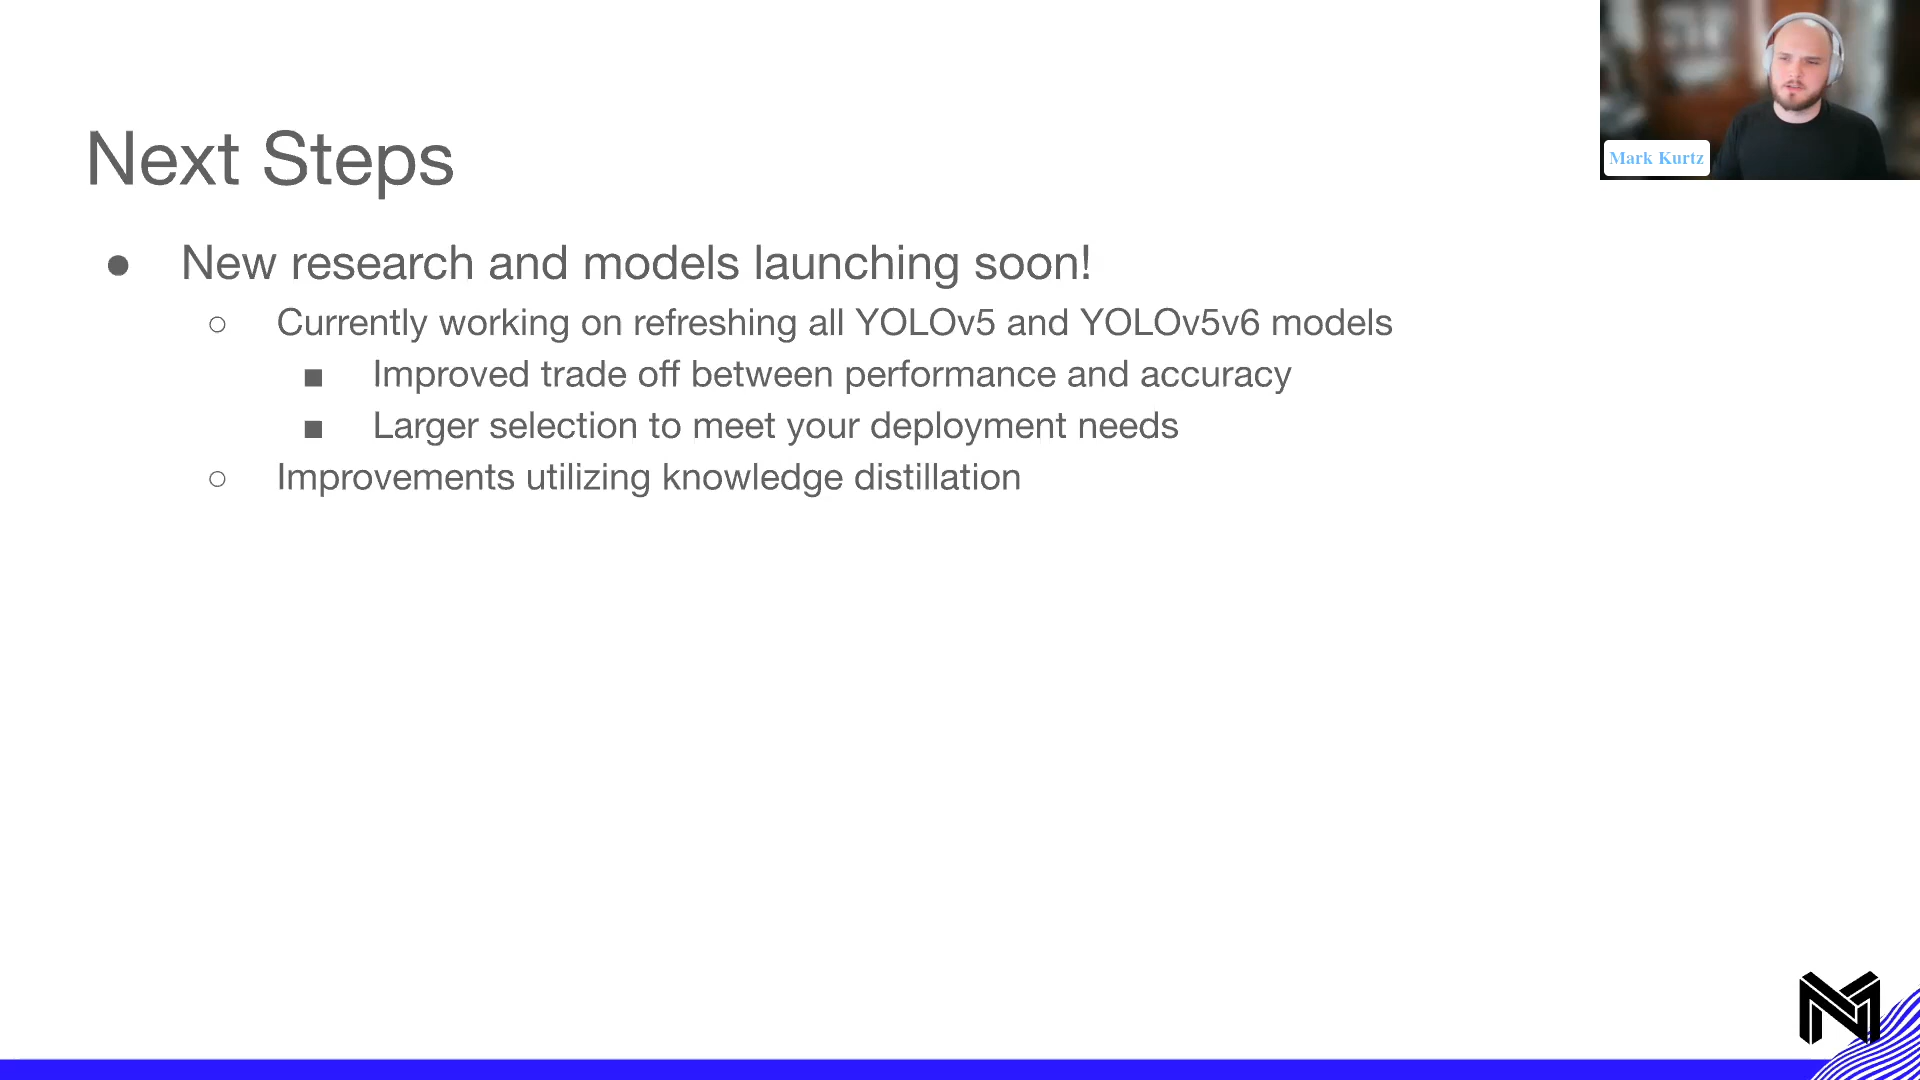 Next Steps
● New research and models launching soon!
○ Currently working on refreshing all YOLOv5 and YOLOv5v6 models
■ Improved trade off between performance and accuracy
■ Larger selection to meet your deployment needs
○ Improvements utilizing knowledge distillation
Mark Kurtz